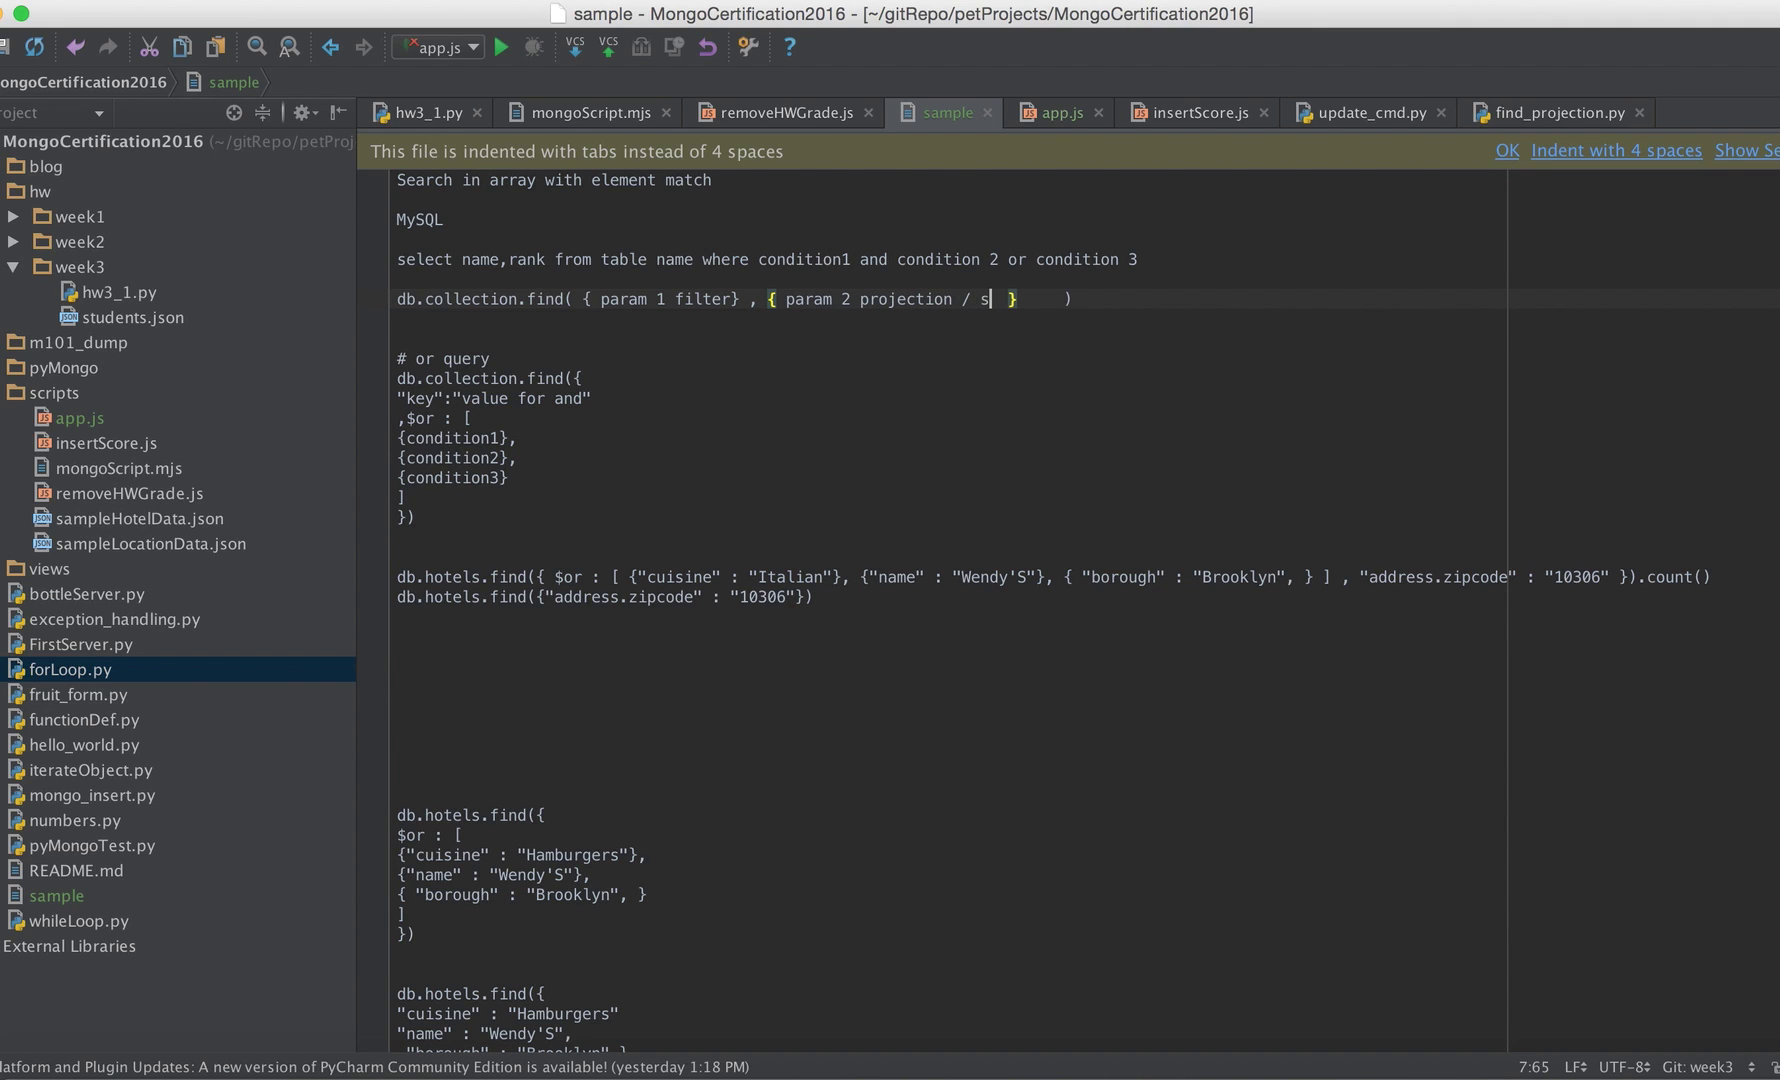 sample - MongoCertification2016 - [~/gitRepo/petProjects/MongoCertification2016]
app.js
VCS
VCS
?
ongoCertification2016
sample
roject
hw3_1.py
mongoScript.mjs
removeHWGrade.js
sample
app.js
insertScore.js
update_cmd.py
find_projection.py
MongoCertification2016 (~/gitRepo/petProj
blog
hw
week1
week2
week3
hw3_1.py
students.json
m101_dump
pyMongo
scripts
app.js
insertScore.js
mongoScript.mjs
removeHWGrade.js
sampleHotelData.json
sampleLocationData.json
views
bottleServer.py
exception_handling.py
FirstServer.py
forLoop.py
fruit_form.py
functionDef.py
hello_world.py
iterateObject.py
mongo_insert.py
numbers.py
pyMongoTest.py
README.md
sample
whileLoop.py
External Libraries
This file is indented with tabs instead of 4 spaces
OK Indent with 4 spaces Show Se
Search in array with element match
MySQL
select name,rank from table name where condition1 and condition 2 or condition 3
db.collection.find( { param 1 filter} , { param 2 projection / s  }     )
# or query
db.collection.find({
"key":"value for and"
,$or : [
{condition1},
{condition2},
{condition3}
]
})
db.hotels.find({ $or : [ {"cuisine" : "Italian"}, {"name" : "Wendy'S"}, { "borough" : "Brooklyn", } ] , "address.zipcode" : "10306" }).count()
db.hotels.find({"address.zipcode" : "10306"})
db.hotels.find({
$or : [
{"cuisine" : "Hamburgers"},
{"name" : "Wendy'S"},
{ "borough" : "Brooklyn", }
]
})
db.hotels.find({
"cuisine" : "Hamburgers"
"name" : "Wendy'S",
"borough" : "Brooklyn" }
latform and Plugin Updates: A new version of PyCharm Community Edition is available! (yesterday 1:18 PM)
7:65 LF UTF-8 Git: week3